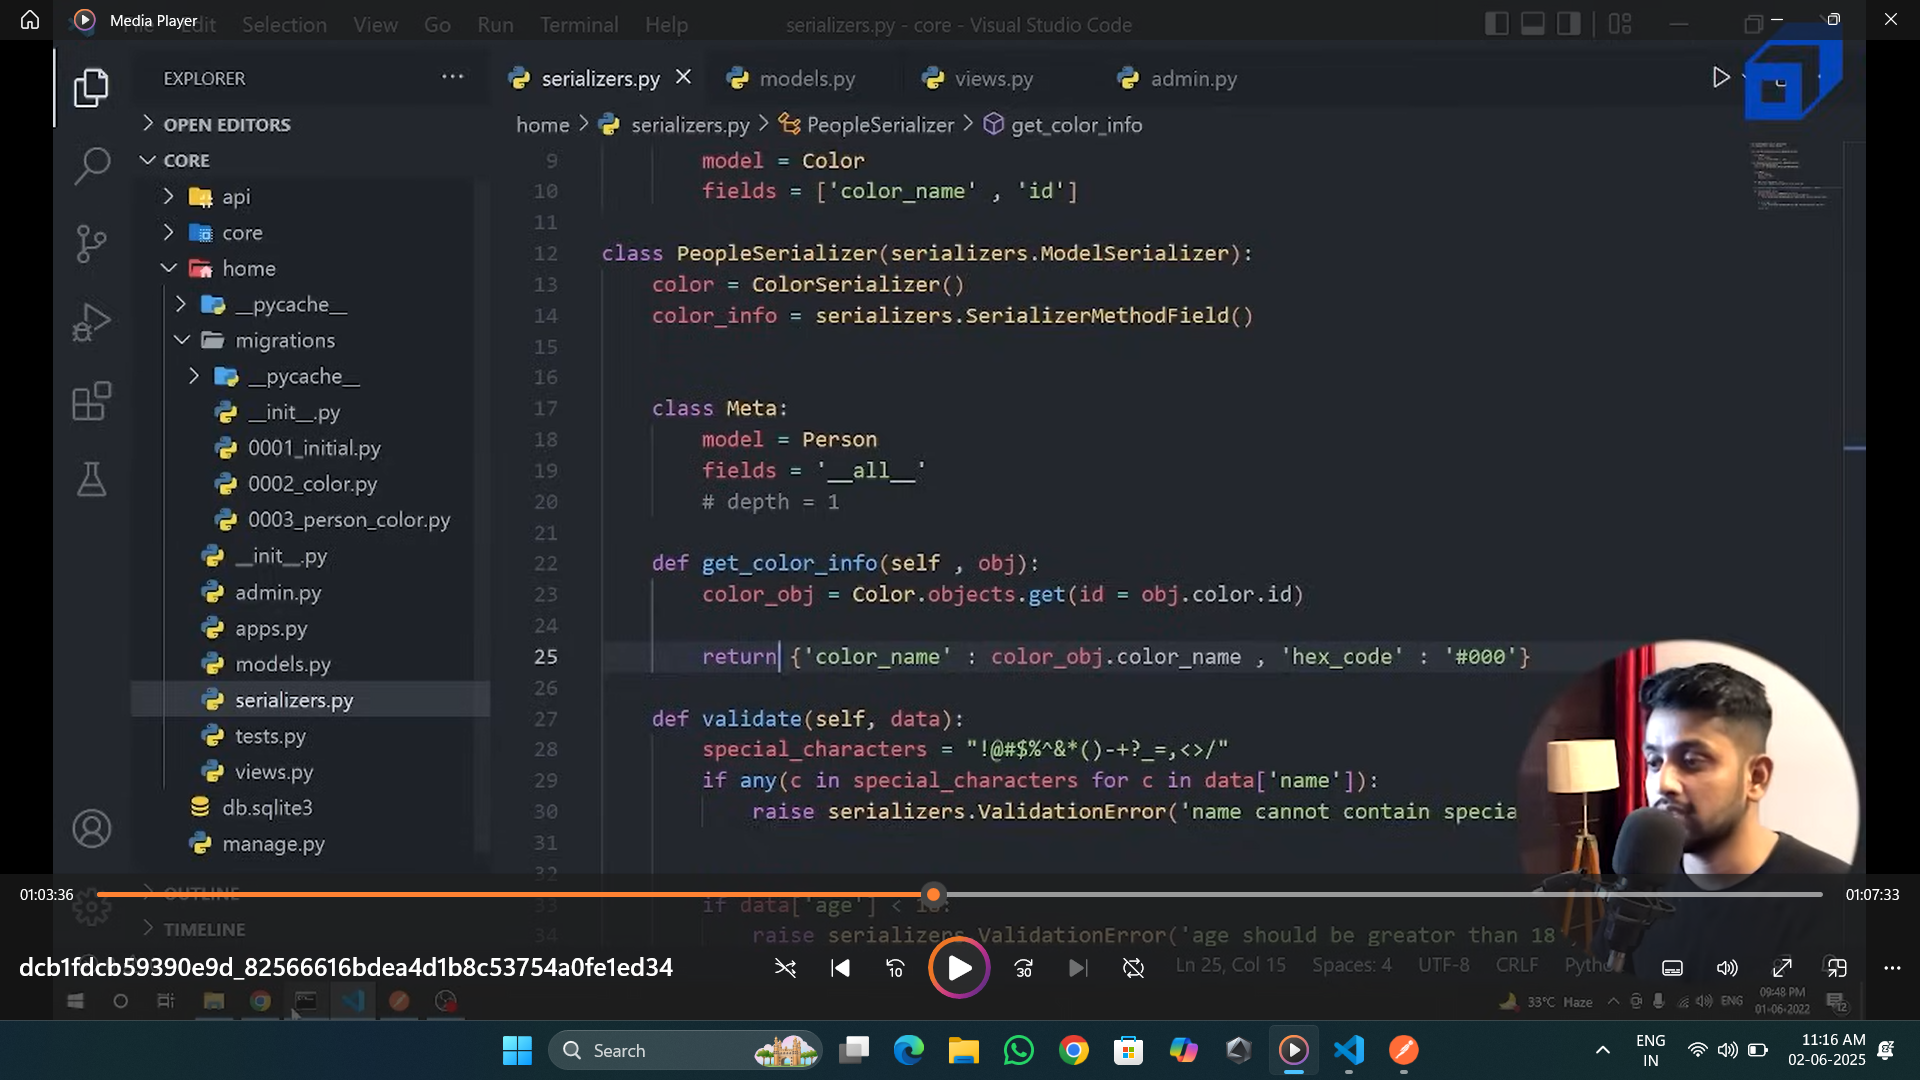 Media Player
Edit Selection View Go Run Terminal Help
serializers.py - core - Visual Studio Code
EXPLORER
serializers.py
models.py
views.py
admin.py
OPEN EDITORS
home > serializers.py > PeopleSerializer > get_color_info
CORE
api
core
home
__pycache__
migrations
__pycache__
__init__.py
0001_initial.py
0002_color.py
0003_person_color.py
__init__.py
admin.py
apps.py
models.py
serializers.py
tests.py
views.py
db.sqlite3
manage.py
OUTLINE
TIMELINE
9 model = Color
10 fields = ['color_name' , 'id']
11
12 class PeopleSerializer(serializers.ModelSerializer):
13 color = ColorSerializer()
14 color_info = serializers.SerializerMethodField()
15
16
17 class Meta:
18 model = Person
19 fields = '__all__'
20 # depth = 1
21
22 def get_color_info(self , obj):
23 color_obj = Color.objects.get(id = obj.color.id)
24
25 return {'color_name' : color_obj.color_name , 'hex_code' : '#000'}
26
27 def validate(self, data):
28 special_characters = "!@#$%^&*()-+?_=,<>/"
29 if any(c in special_characters for c in data['name']):
30 raise serializers.ValidationError('name cannot contain specia
31
32
33 if data['age'] < 18:
34 raise serializers.ValidationError('age should be greator than 18
01:03:36
01:07:33
dcb1fdcb59390e9d_82566616bdea4d1b8c53754a0fe1ed34
10
30
Ln 25, Col 15 Spaces: 4 UTF-8 CRLF Python
33°C Haze
ENG
09:48 PM
01-06-2022
12
Search
ENG
IN
11:16 AM
02-06-2025